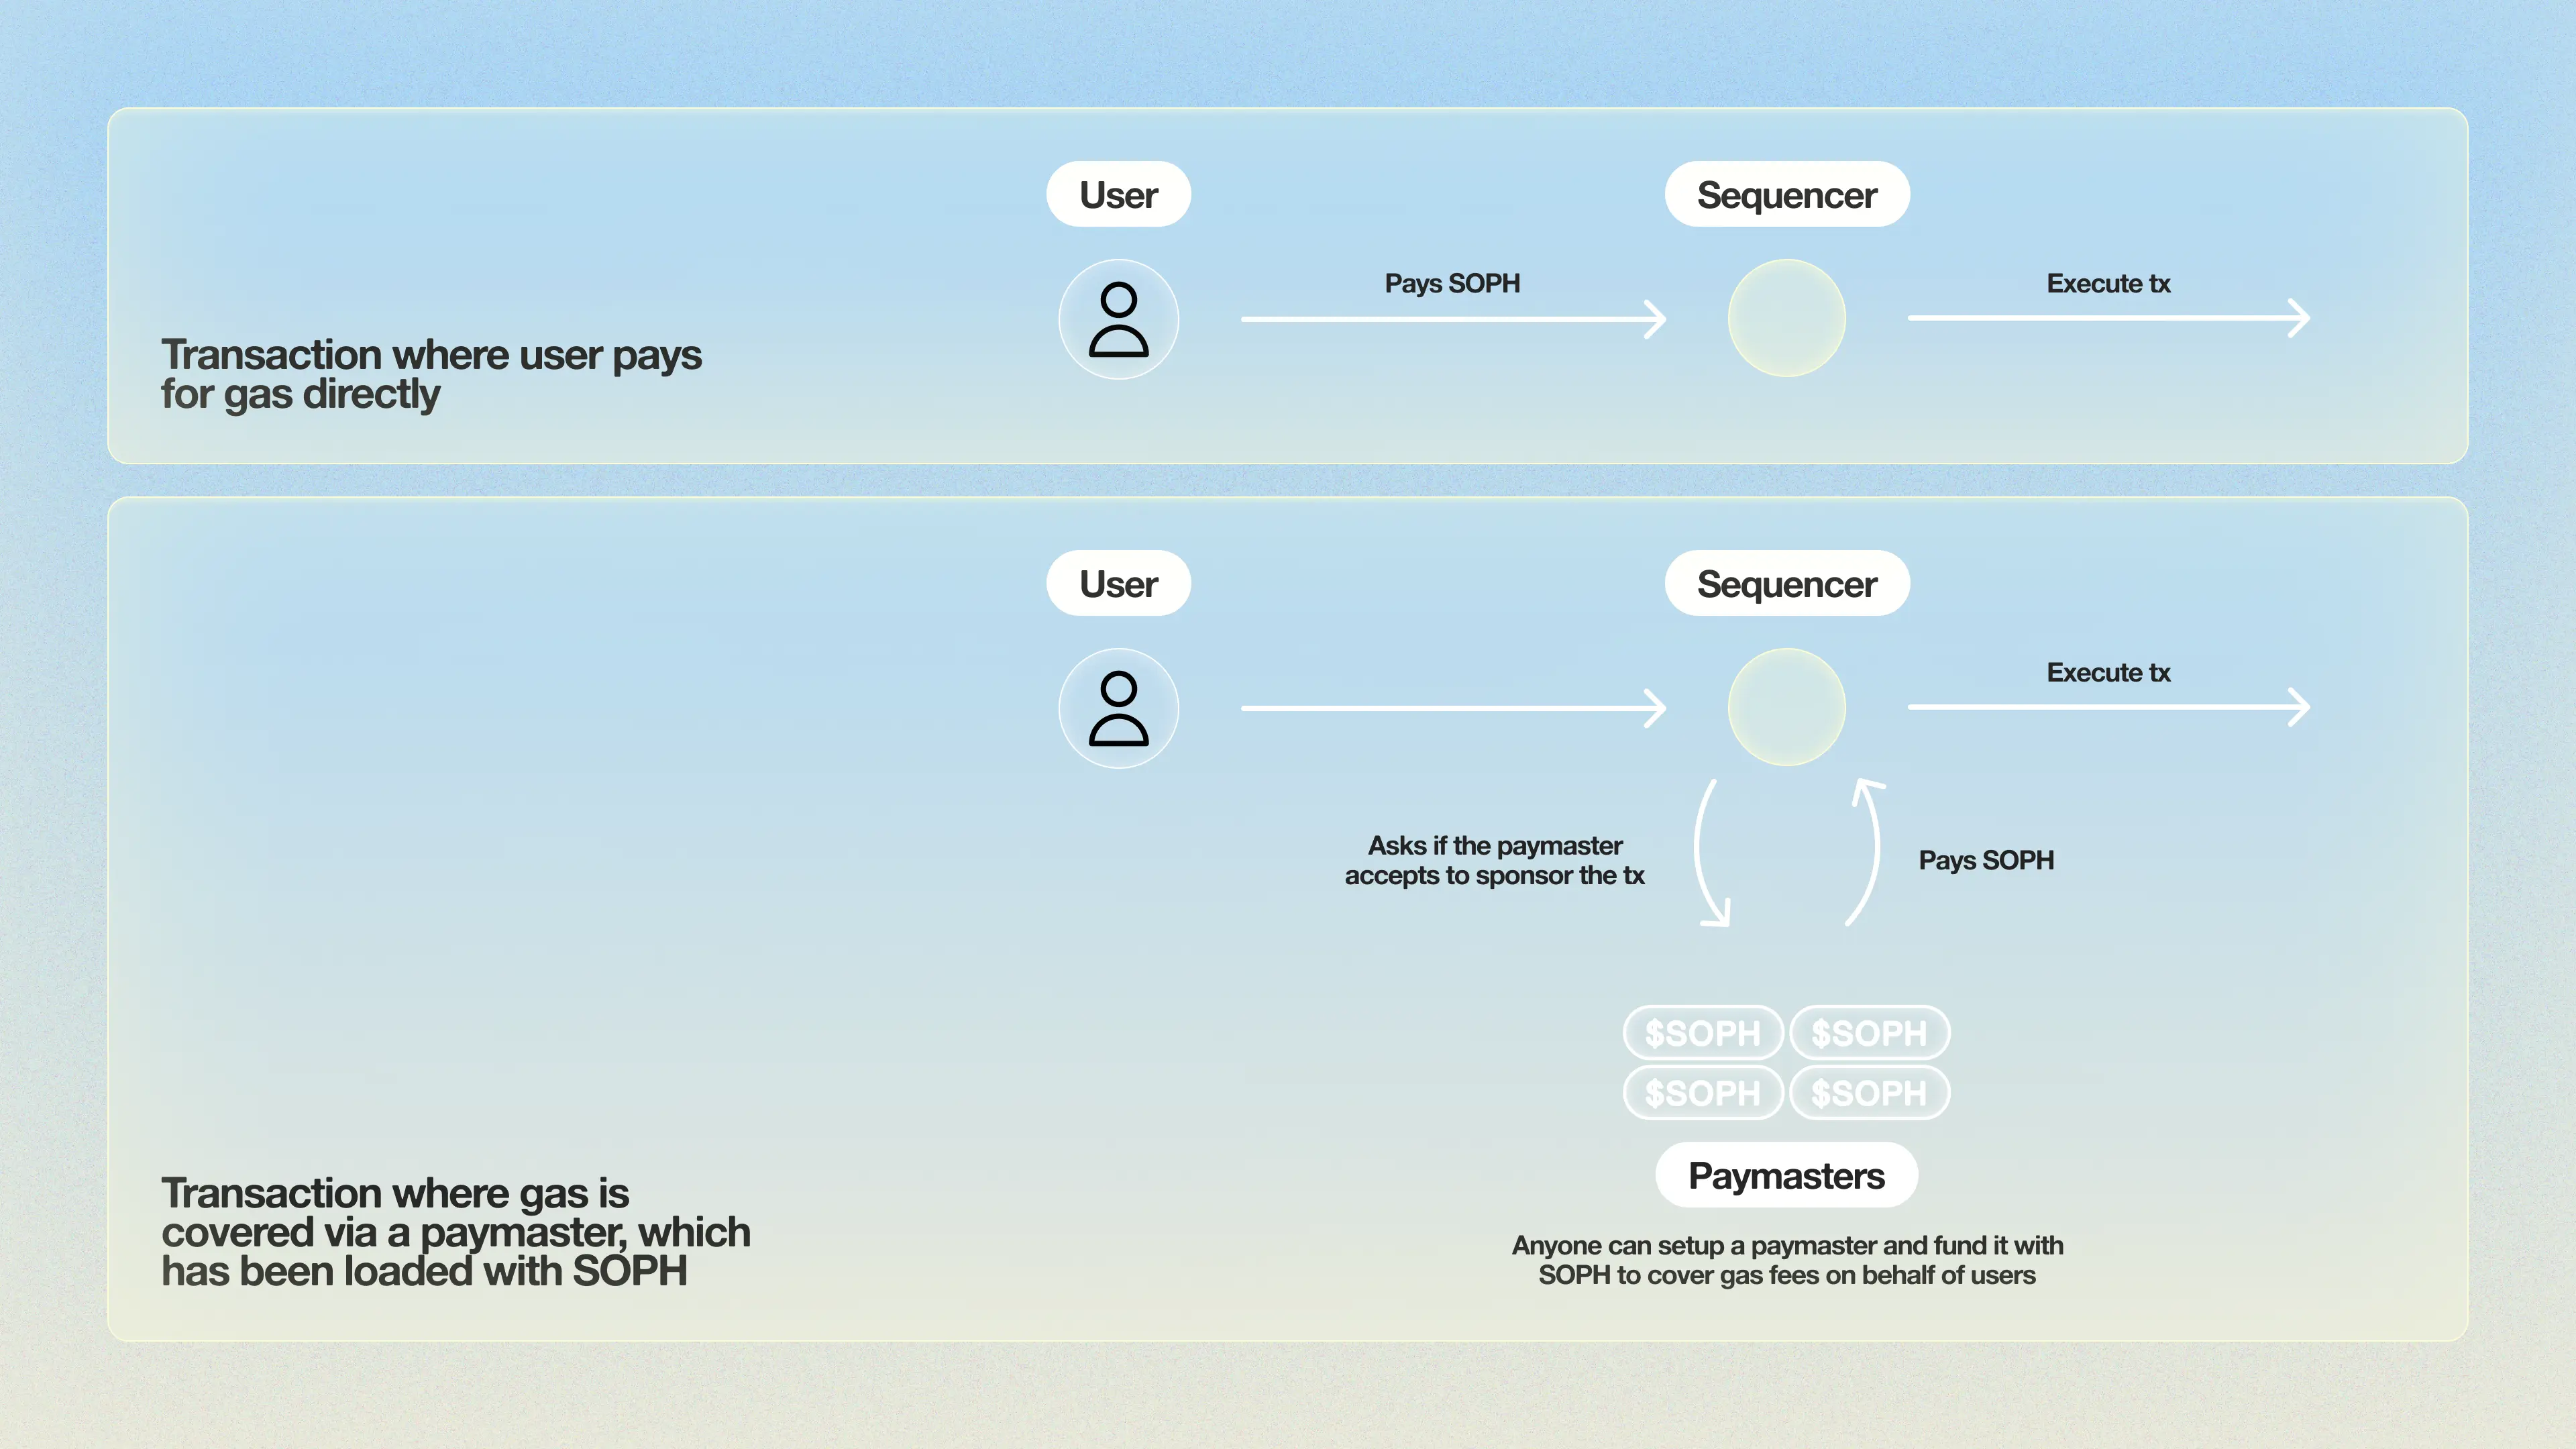 User
Sequencer
Pays SOPH
Execute tx
Transaction where user pays
for gas directly
User
Sequencer
Execute tx
Asks if the paymaster
accepts to sponsor the tx
Pays SOPH
$SOPH $SOPH
$SOPH $SOPH
Paymasters
Anyone can setup a paymaster and fund it with
SOPH to cover gas fees on behalf of users
Transaction where gas is
covered via a paymaster, which
has been loaded with SOPH